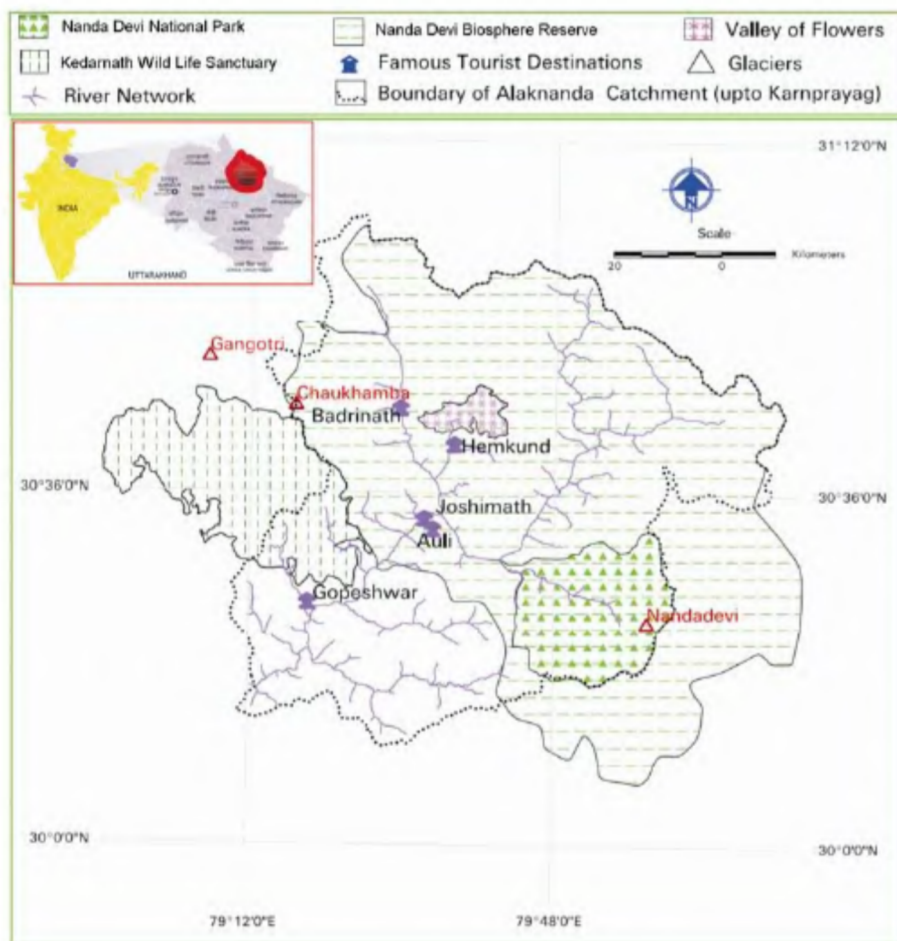 Nanda Devi National Park
Nanda Devi Biosphere Reserve
Valley of Flowers
Kedarnath Wild Life Sanctuary
Famous Tourist Destinations
Glaciers
River Network
Boundary of Alaknanda Catchment (upto Karnprayag)
INDIA
UTTARAKHAND
31°12'0"N
N
Scale
20
0
Kilometers
Gangotri
Chaukhamba
Badrinath
Hemkund
30°36'0"N
30°36'0"N
Joshimath
Auli
Gopeshwar
Nandadevi
30°0'0"N
30°0'0"N
79°12'0"E
79°48'0"E